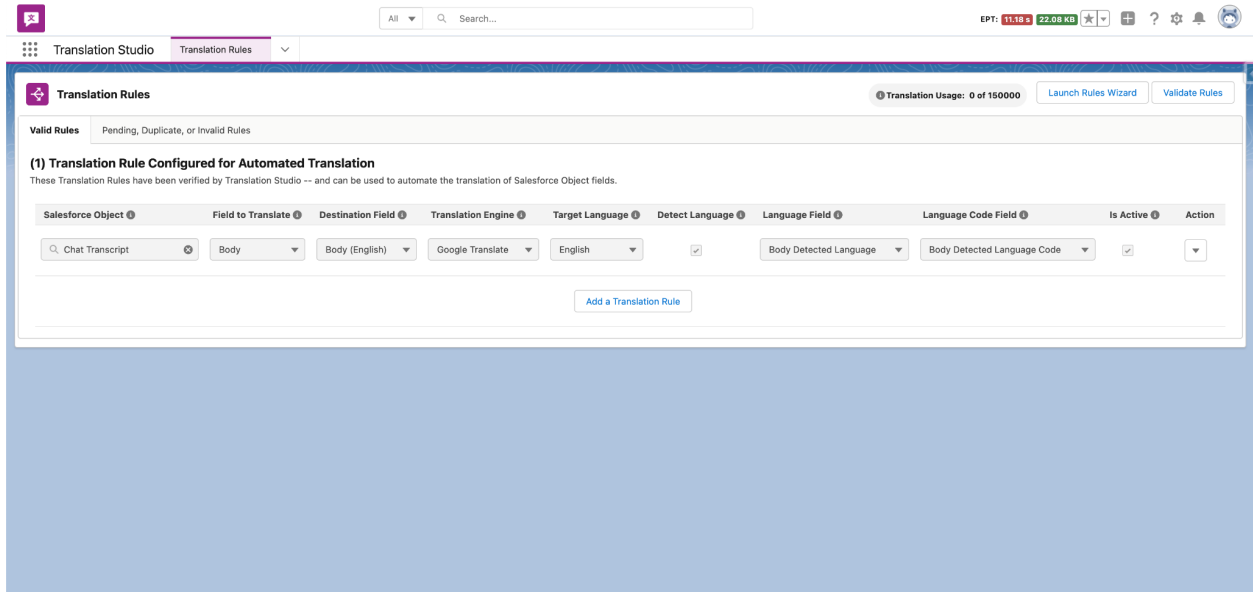 All
Search...
EPT: 11.18 s 22.08 KB
Translation Studio
Translation Rules
Translation Rules
Translation Usage: 0 of 150000
Launch Rules Wizard
Validate Rules
Valid Rules
Pending, Duplicate, or Invalid Rules
(1) Translation Rule Configured for Automated Translation
These Translation Rules have been verified by Translation Studio -- and can be used to automate the translation of Salesforce Object fields.
Salesforce Object Field to Translate Destination Field Translation Engine Target Language Detect Language Language Field Language Code Field Is Active Action
Chat Transcript Body Body (English) Google Translate English Body Detected Language Body Detected Language Code
Add a Translation Rule